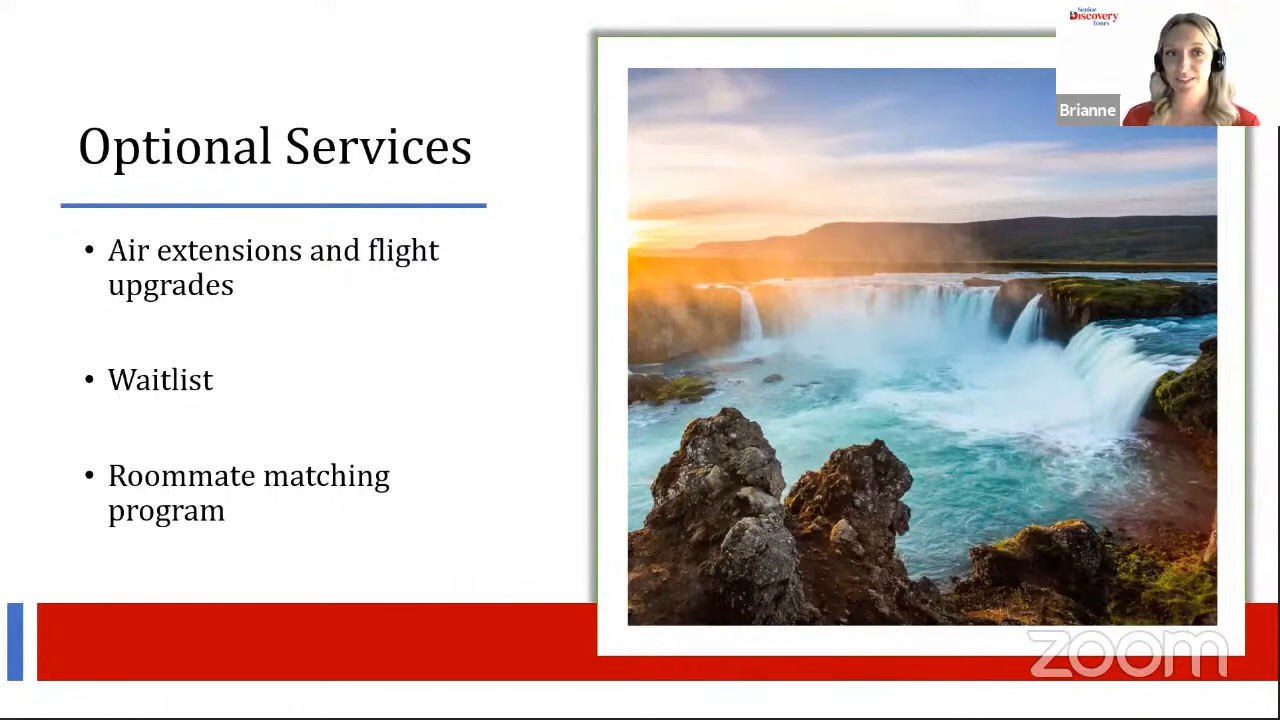 Senior
Discovery
Tours
Brianne
Optional Services
• Air extensions and flight
upgrades
• Waitlist
• Roommate matching
program
zoom